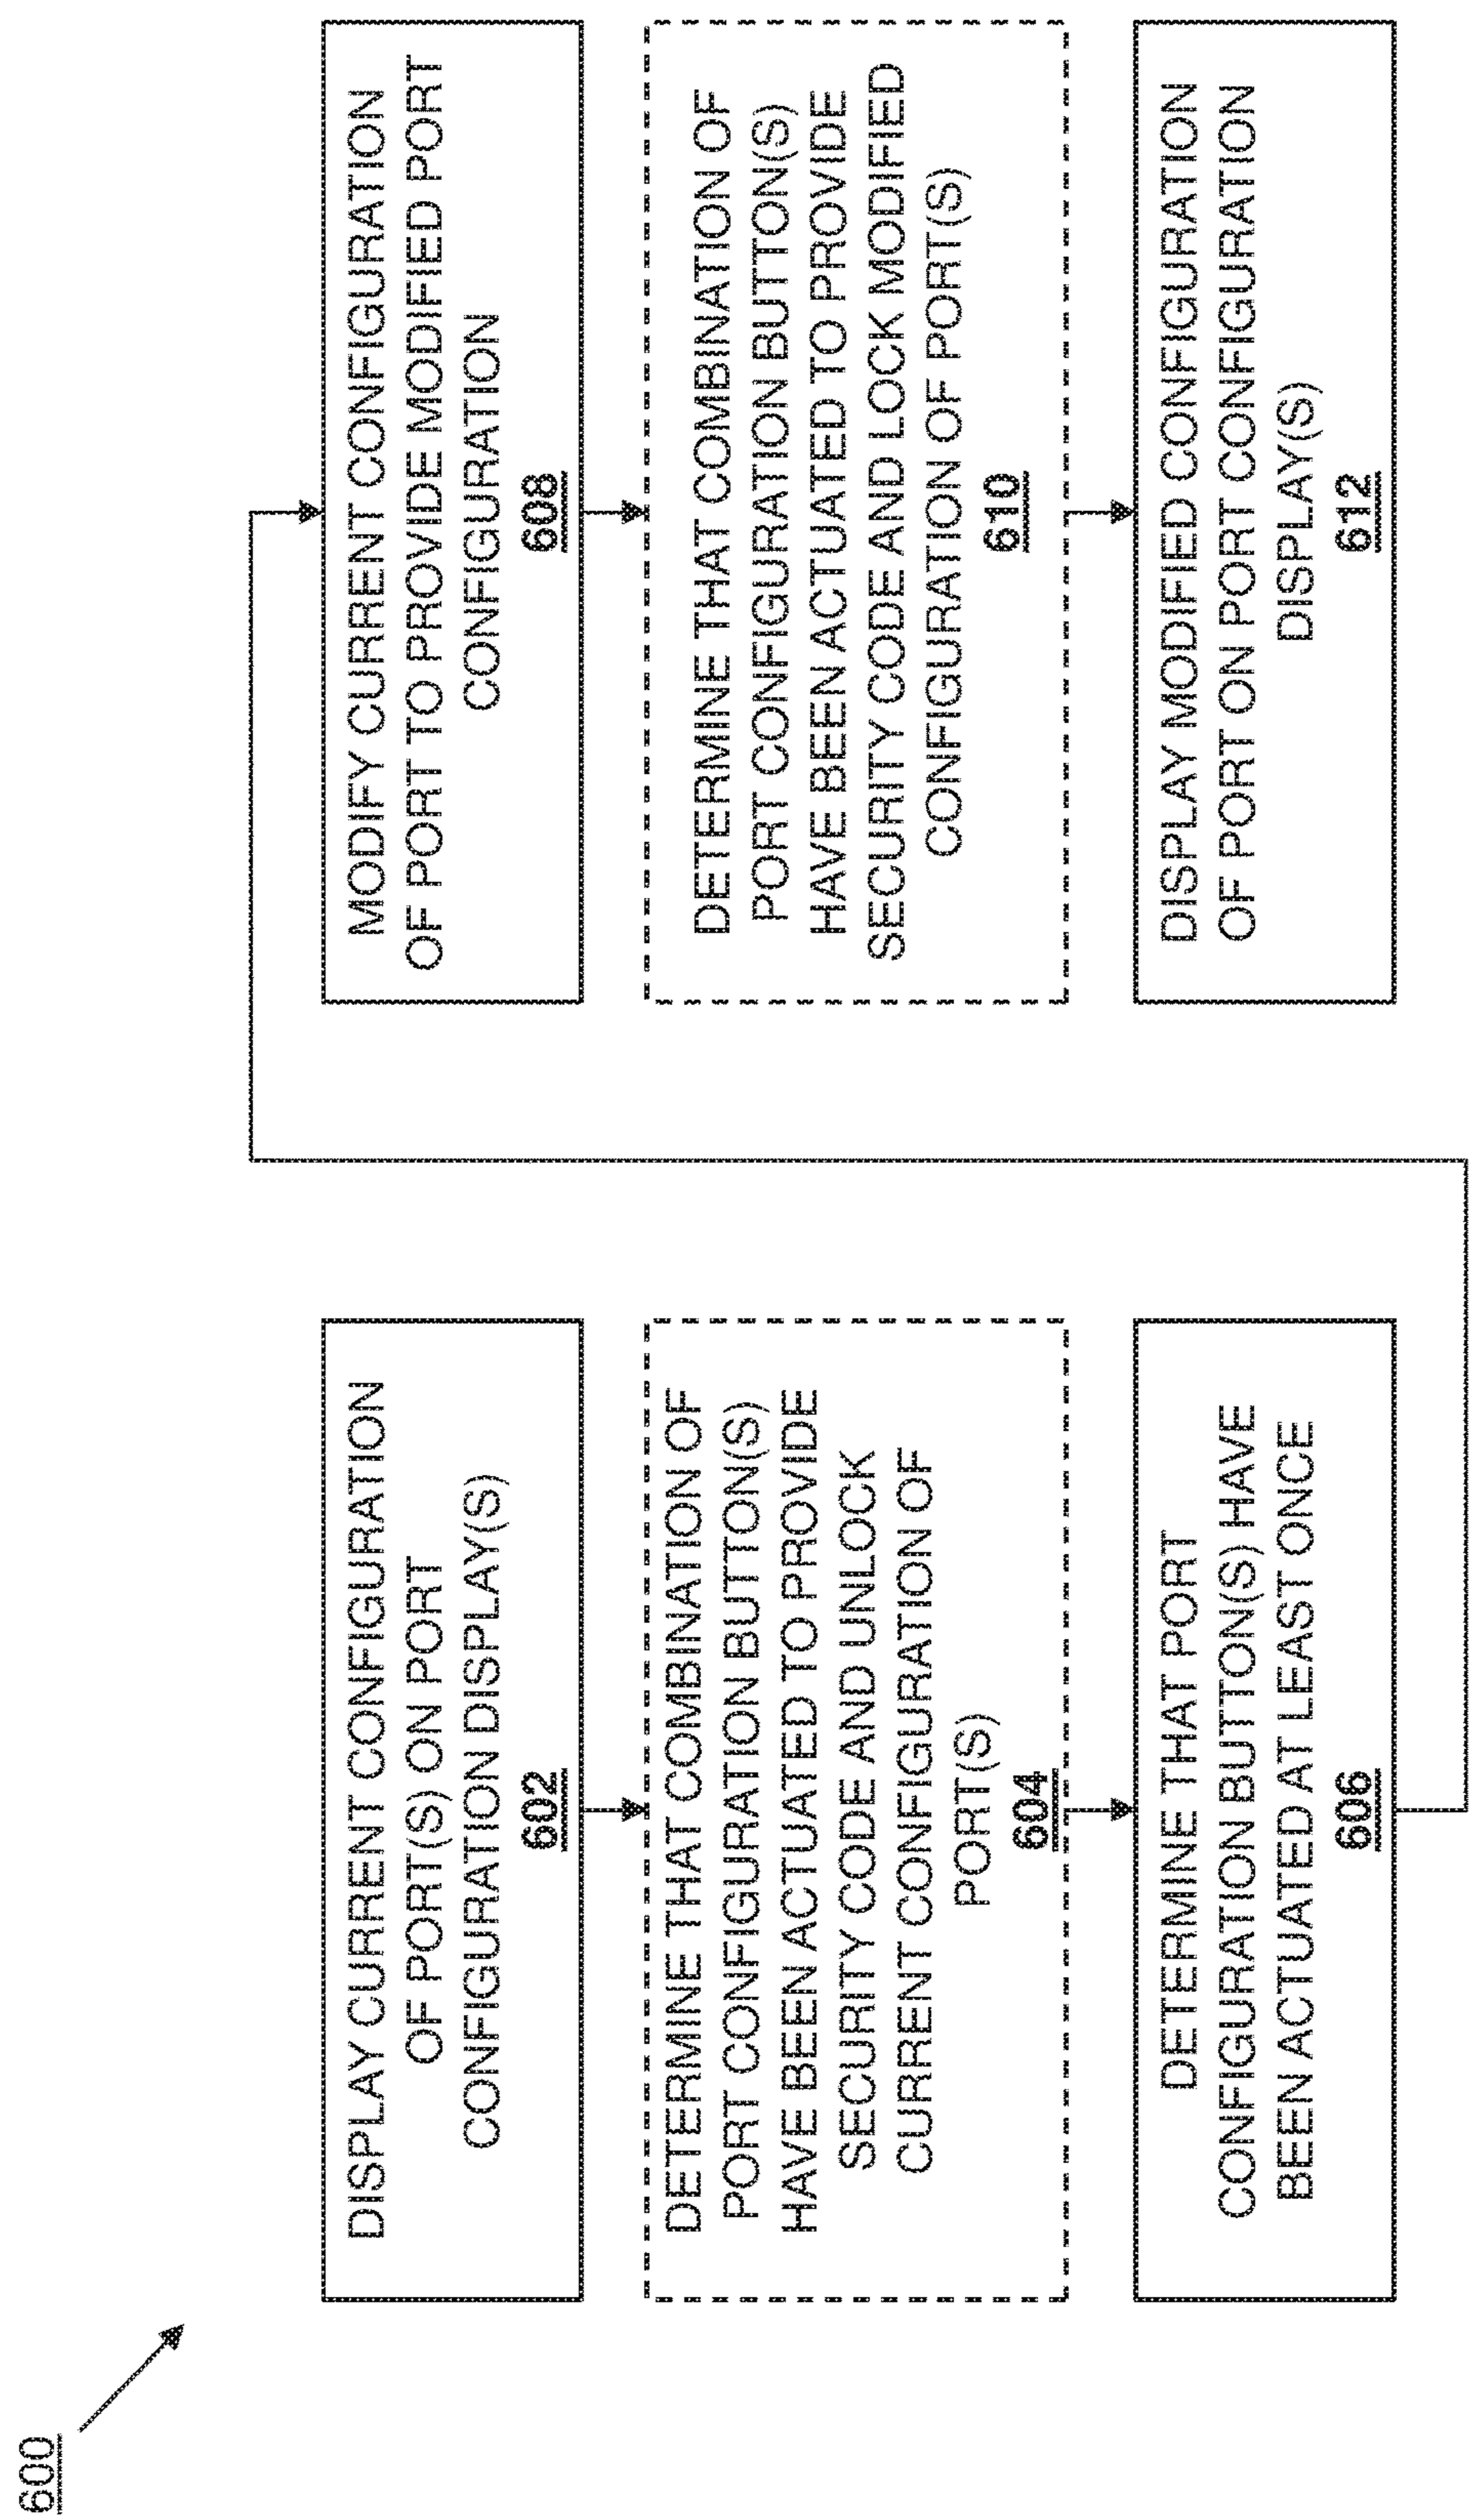 600
DISPLAY CURRENT CONFIGURATION
OF PORT(S) ON PORT
CONFIGURATION DISPLAY(S)
602
DETERMINE THAT COMBINATION OF
PORT CONFIGURATION BUTTON(S)
HAVE BEEN ACTUATED TO PROVIDE
SECURITY CODE AND UNLOCK
CURRENT CONFIGURATION OF
PORT(S)
604
DETERMINE THAT PORT
CONFIGURATION BUTTON(S) HAVE
BEEN ACTUATED AT LEAST ONCE
606
MODIFY CURRENT CONFIGURATION
OF PORT TO PROVIDE MODIFIED PORT
CONFIGURATION
608
DETERMINE THAT COMBINATION OF
PORT CONFIGURATION BUTTON(S)
HAVE BEEN ACTUATED TO PROVIDE
SECURITY CODE AND LOCK MODIFIED
CONFIGURATION OF PORT(S)
610
DISPLAY MODIFIED CONFIGURATION
OF PORT ON PORT CONFIGURATION
DISPLAY(S)
612